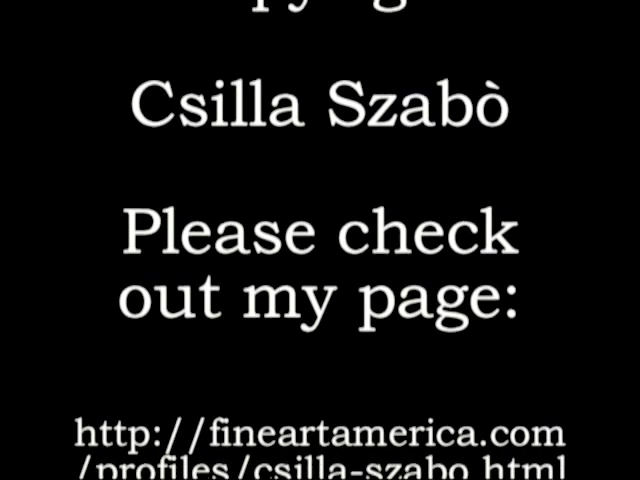 Csilla Szabò
Please check
out my page:
http://fineartamerica.com
/profiles/csilla-szabo.html